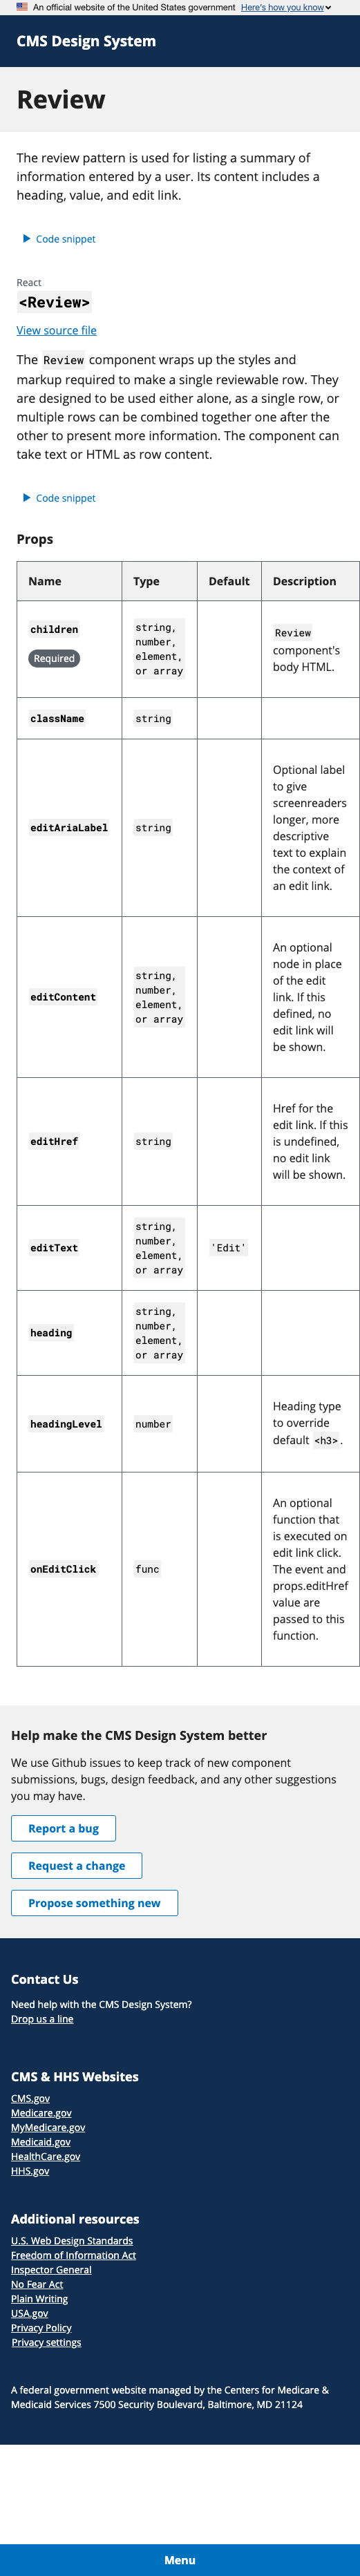 An official website of the United States government Here's how you know
CMS Design System
Review
The review pattern is used for listing a summary of
information entered by a user. Its content includes a
heading, value, and edit link.
Code snippet
React
<Review>
View source file
The Review component wraps up the styles and
markup required to make a single reviewable row. They
are designed to be used either alone, as a single row, or
multiple rows can be combined together one after the
other to present more information. The component can
take text or HTML as row content.
Code snippet
Props
Name Type Default Description
children
Required
string,
number,
element,
or array
Review
component's
body HTML.
className string
editAriaLabel string
Optional label
to give
screenreaders
longer, more
descriptive
text to explain
the context of
an edit link.
editContent
string,
number,
element,
or array
An optional
node in place
of the edit
link. If this
defined, no
edit link will
be shown.
editHref string
Href for the
edit link. If this
is undefined,
no edit link
will be shown.
editText
string,
number,
element,
or array
'Edit'
heading
string,
number,
element,
or array
headingLevel number
Heading type
to override
default <h3>.
onEditClick func
An optional
function that
is executed on
edit link click.
The event and
props.editHref
value are
passed to this
function.
Help make the CMS Design System better
We use Github issues to keep track of new component
submissions, bugs, design feedback, and any other suggestions
you may have.
Report a bug
Request a change
Propose something new
Contact Us
Need help with the CMS Design System?
Drop us a line
CMS & HHS Websites
CMS.gov
Medicare.gov
MyMedicare.gov
Medicaid.gov
HealthCare.gov
HHS.gov
Additional resources
U.S. Web Design Standards
Freedom of Information Act
Inspector General
No Fear Act
Plain Writing
USA.gov
Privacy Policy
Privacy settings
A federal government website managed by the Centers for Medicare &
Medicaid Services 7500 Security Boulevard, Baltimore, MD 21124
Menu